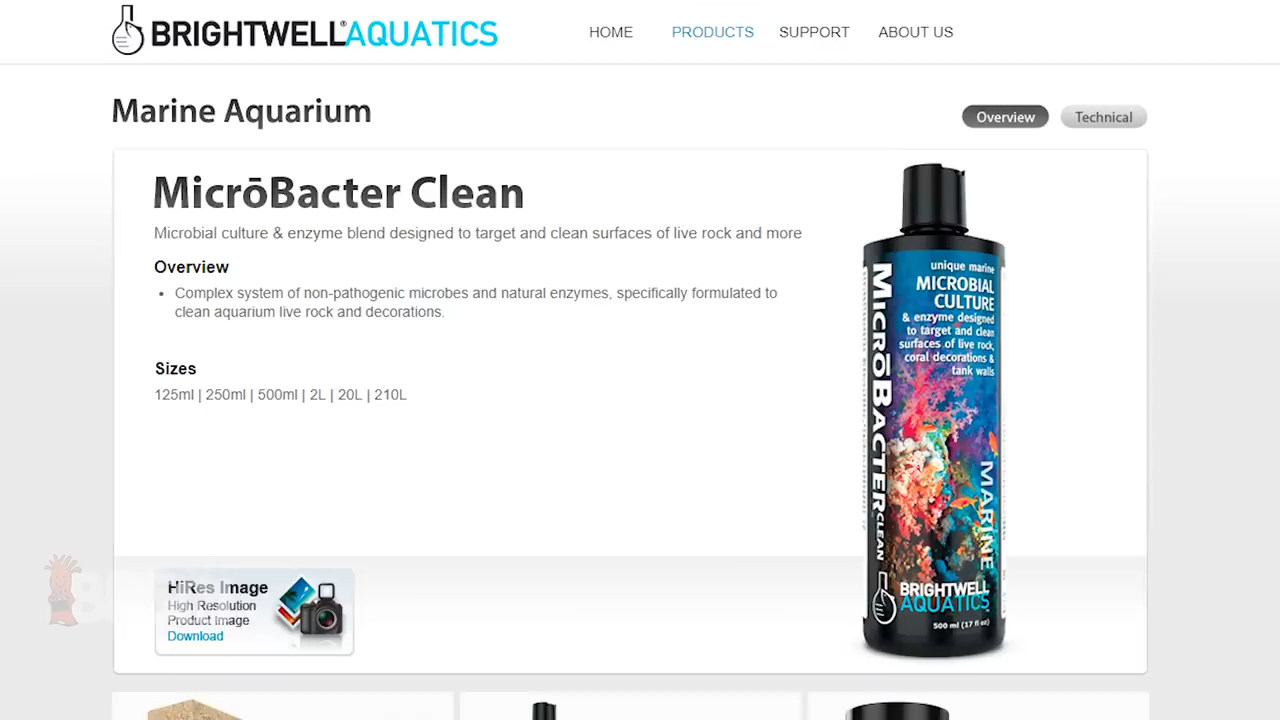 BRIGHTWELL® AQUATICS
HOME
PRODUCTS
SUPPORT
ABOUT US
Marine Aquarium
Overview
Technical
MicrōBacter Clean
Microbial culture & enzyme blend designed to target and clean surfaces of live rock and more
Overview
• Complex system of non-pathogenic microbes and natural enzymes, specifically formulated to
clean aquarium live rock and decorations.
Sizes
125ml | 250ml | 500ml | 2L | 20L | 210L
unique marine
MICROBIAL
CULTURE
& enzyme designed
to target and clean
surfaces of live rock,
coral decorations &
tank walls
MICRŌBACTER CLEAN
MARINE
BRIGHTWELL
AQUATICS
500 ml (17 fl oz)
HiRes Image
High Resolution
Product Image
Download